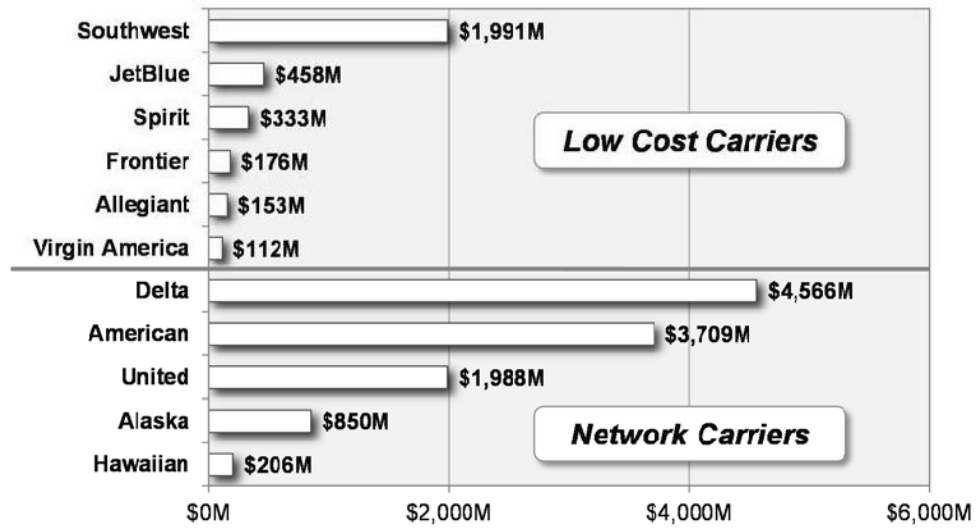 Southwest $1,991M
JetBlue $458M
Spirit $333M
Low Cost Carriers
Frontier $176M
Allegiant $153M
Virgin America $112M
Delta $4,566M
American $3,709M
United $1,988M
Alaska $850M
Network Carriers
Hawaiian $206M
$0M $2,000M $4,000M $6,000M